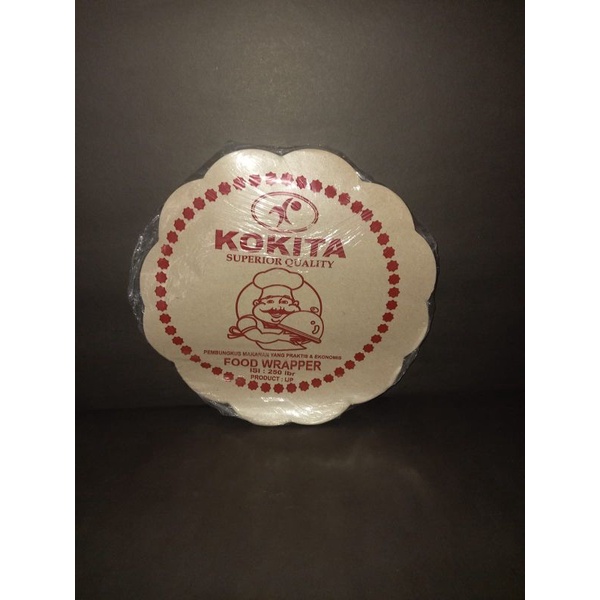 KOKITA
SUPERIOR QUALITY
PEMBUNGKUS MAKANAN YANG PRAKTIS & EKONOMIS
FOOD WRAPPER
ISI : 250 lbr
PRODUCT : UP